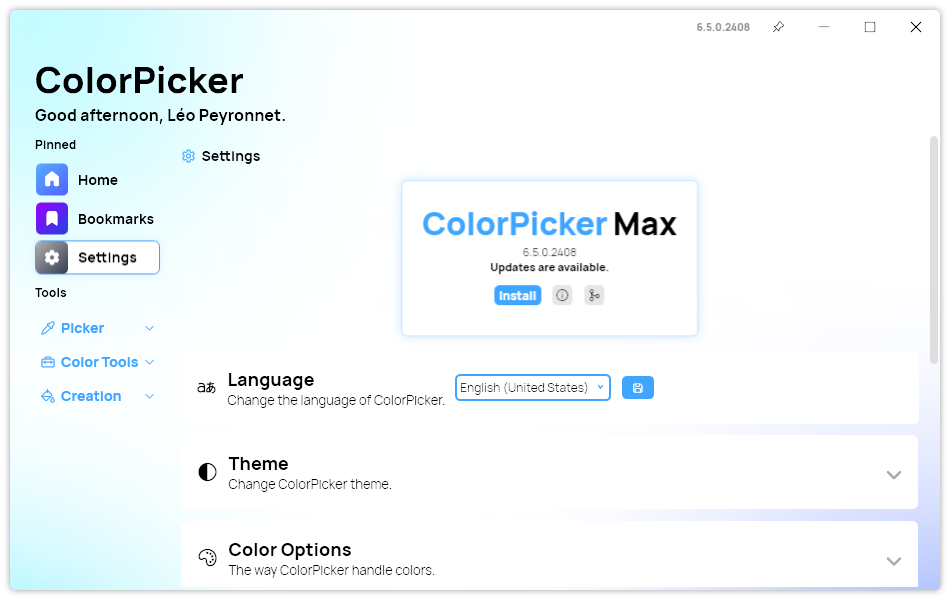 6.5.0.2408
ColorPicker
Good afternoon, Léo Peyronnet.
Pinned
Home
Bookmarks
Settings
Tools
Picker
Color Tools
Creation
Settings
ColorPicker Max
6.5.0.2408
Updates are available.
Install
aあ
Language
Change the language of ColorPicker.
English (United States)
Theme
Change ColorPicker theme.
Color Options
The way ColorPicker handle colors.